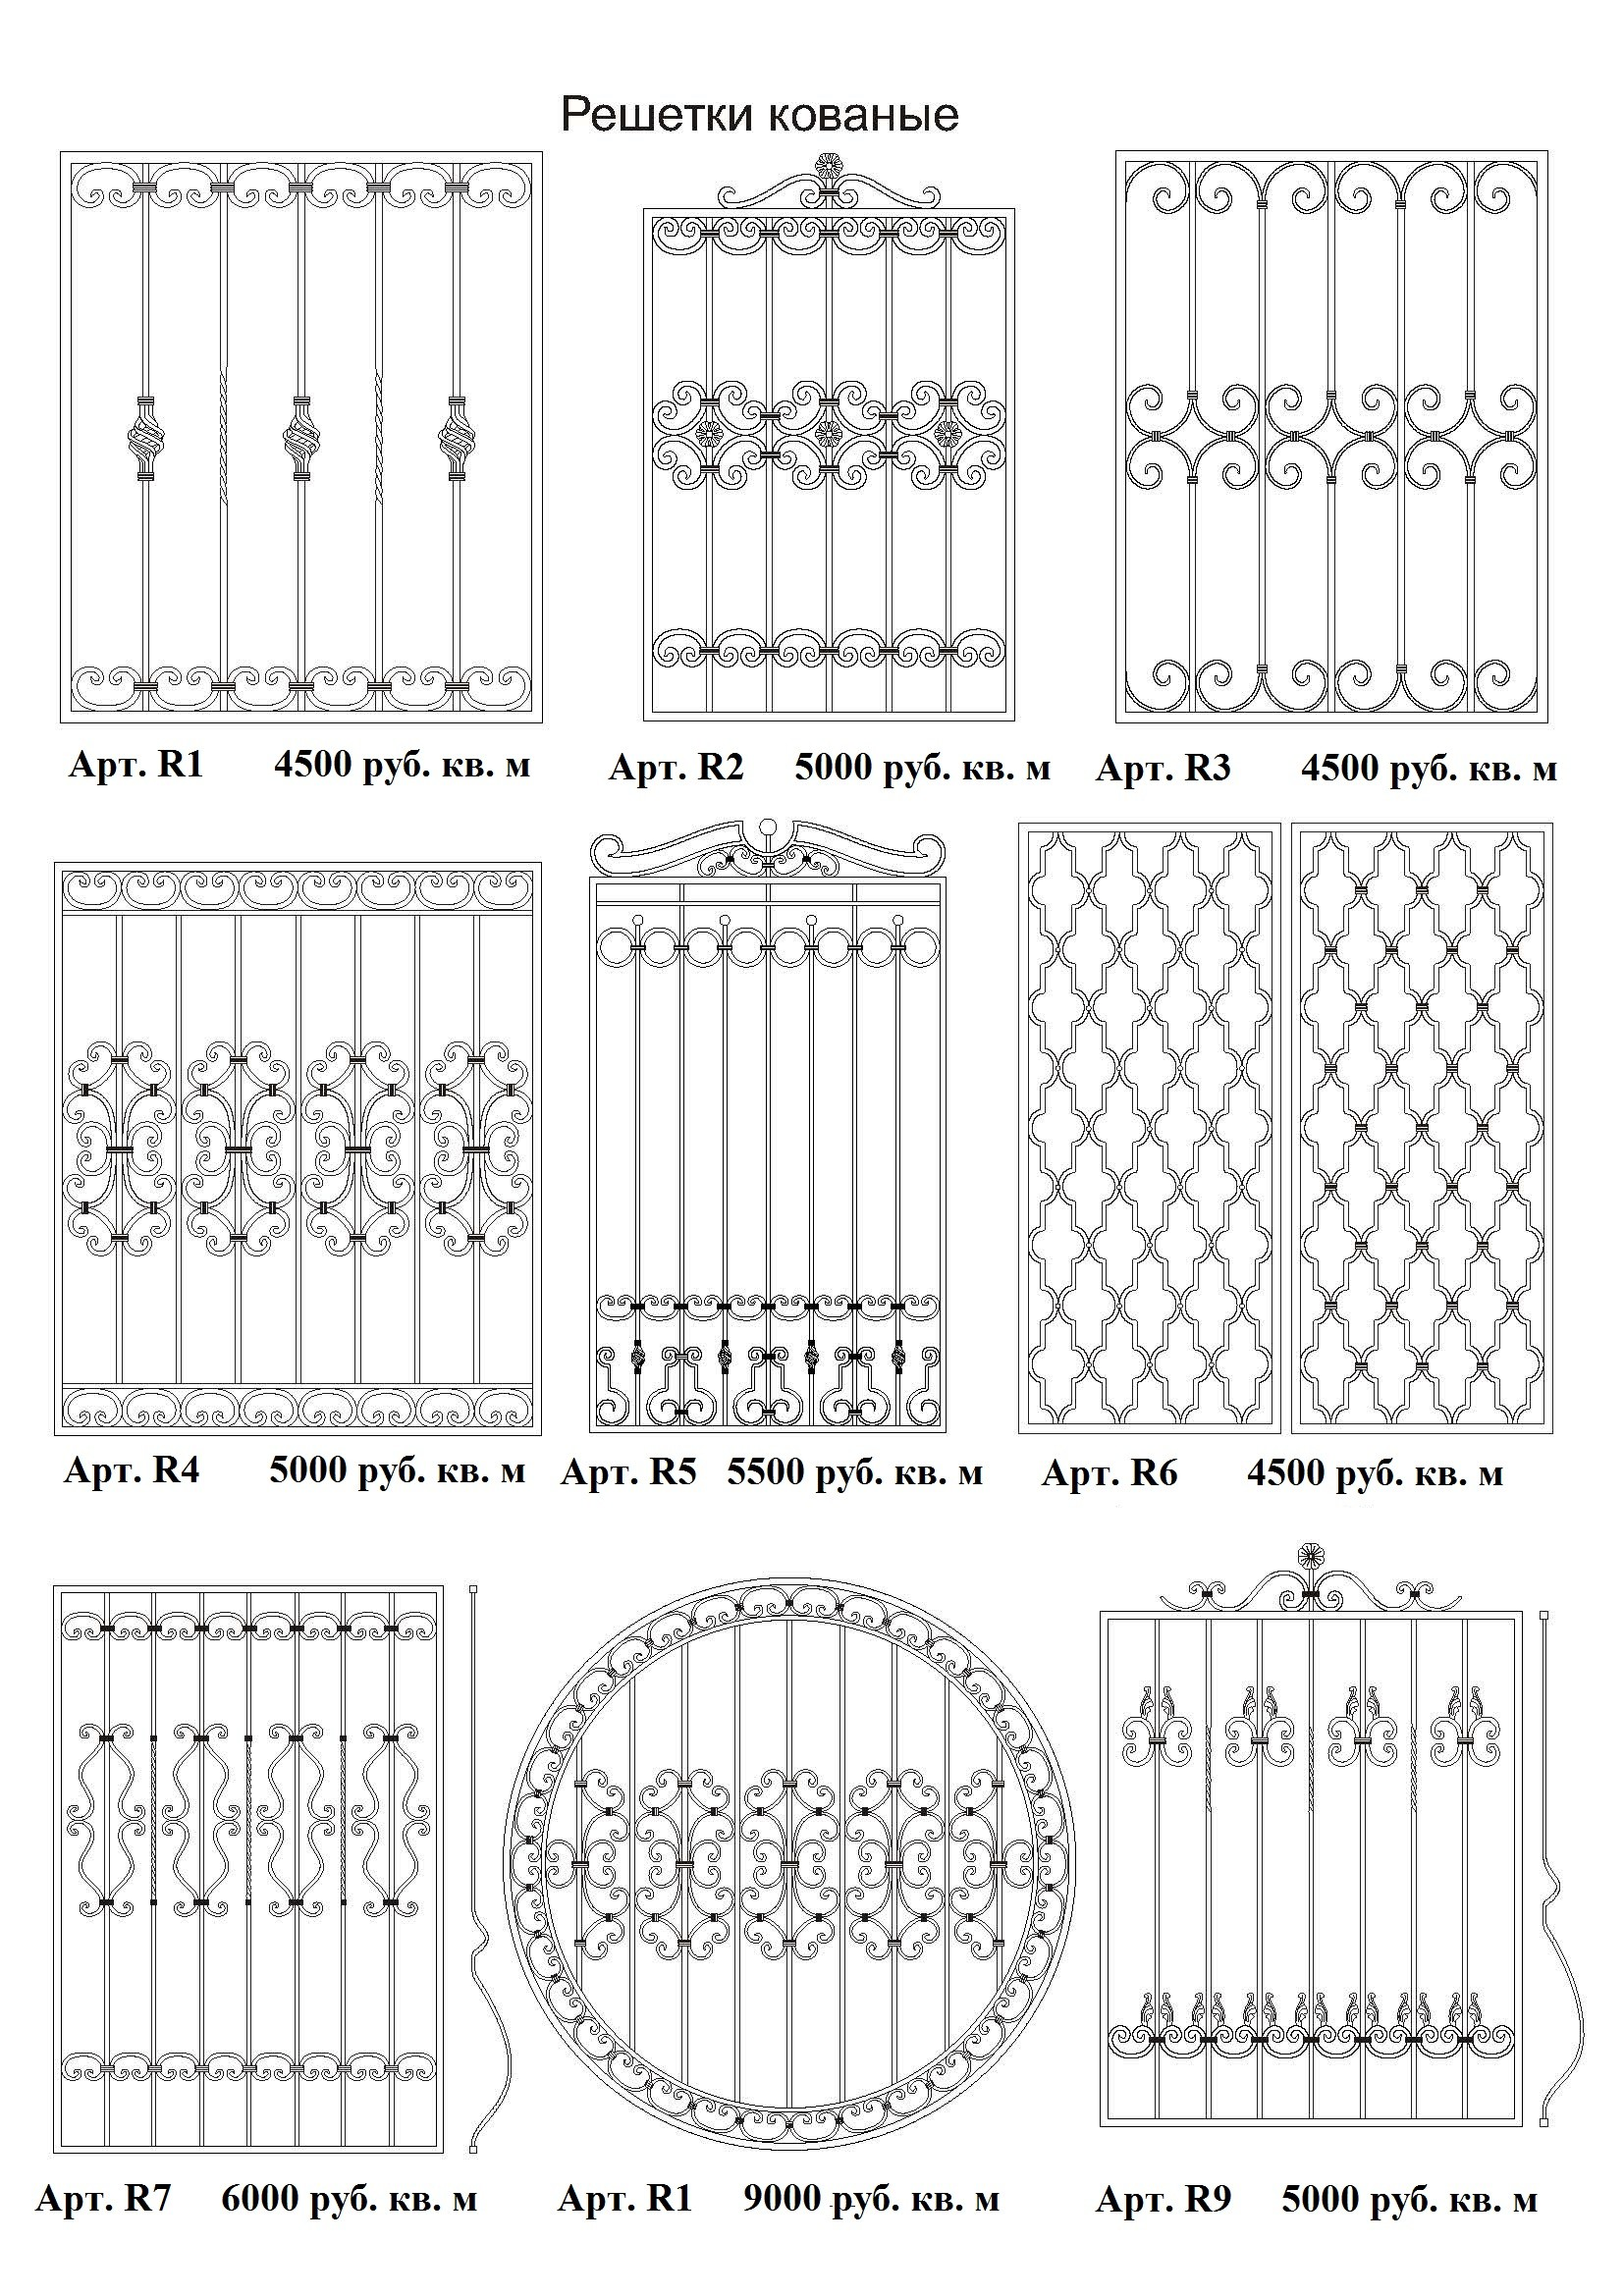 Решетки кованые
Арт. R1 4500 руб. кв. м
Арт. R2 5000 руб. кв. м
Арт. R3 4500 руб. кв. м
Арт. R4 5000 руб. кв. м
Арт. R5 5500 руб. кв. м
Арт. R6 4500 руб. кв. м
Арт. R7 6000 руб. кв. м
Арт. R1 9000 руб. кв. м
Арт. R9 5000 руб. кв. м